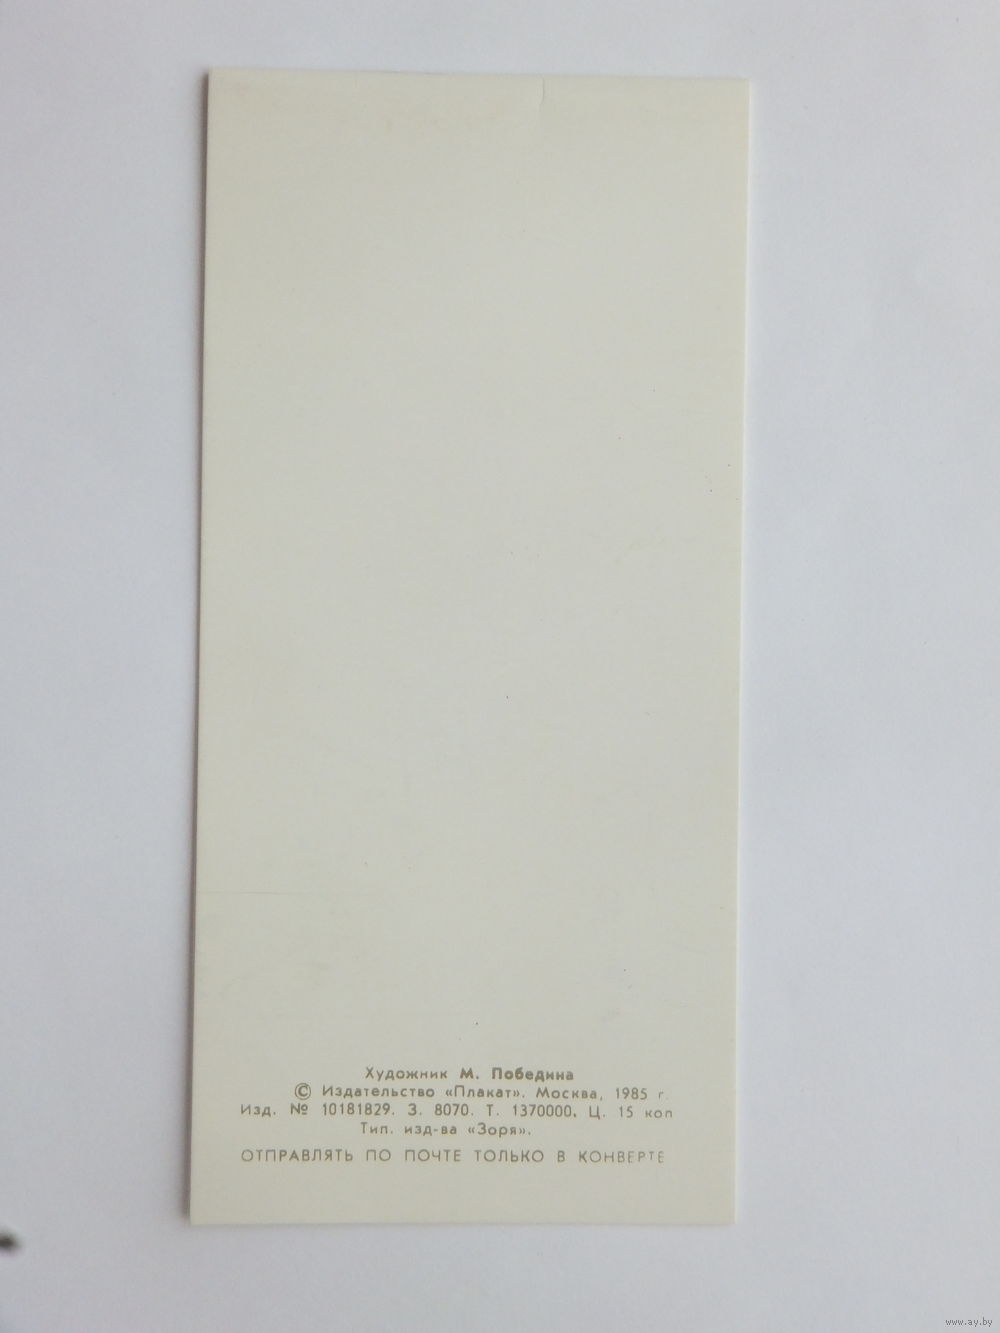 Художник М. Победина
© Издательство «Плакат». Москва, 1985 г.
Изд. № 10181829. З. 8070. Т. 1370000. Ц. 15 коп
Тип. изд-ва «Зоря».
ОТПРАВЛЯТЬ ПО ПОЧТЕ ТОЛЬКО В КОНВЕРТЕ
www.ay.by